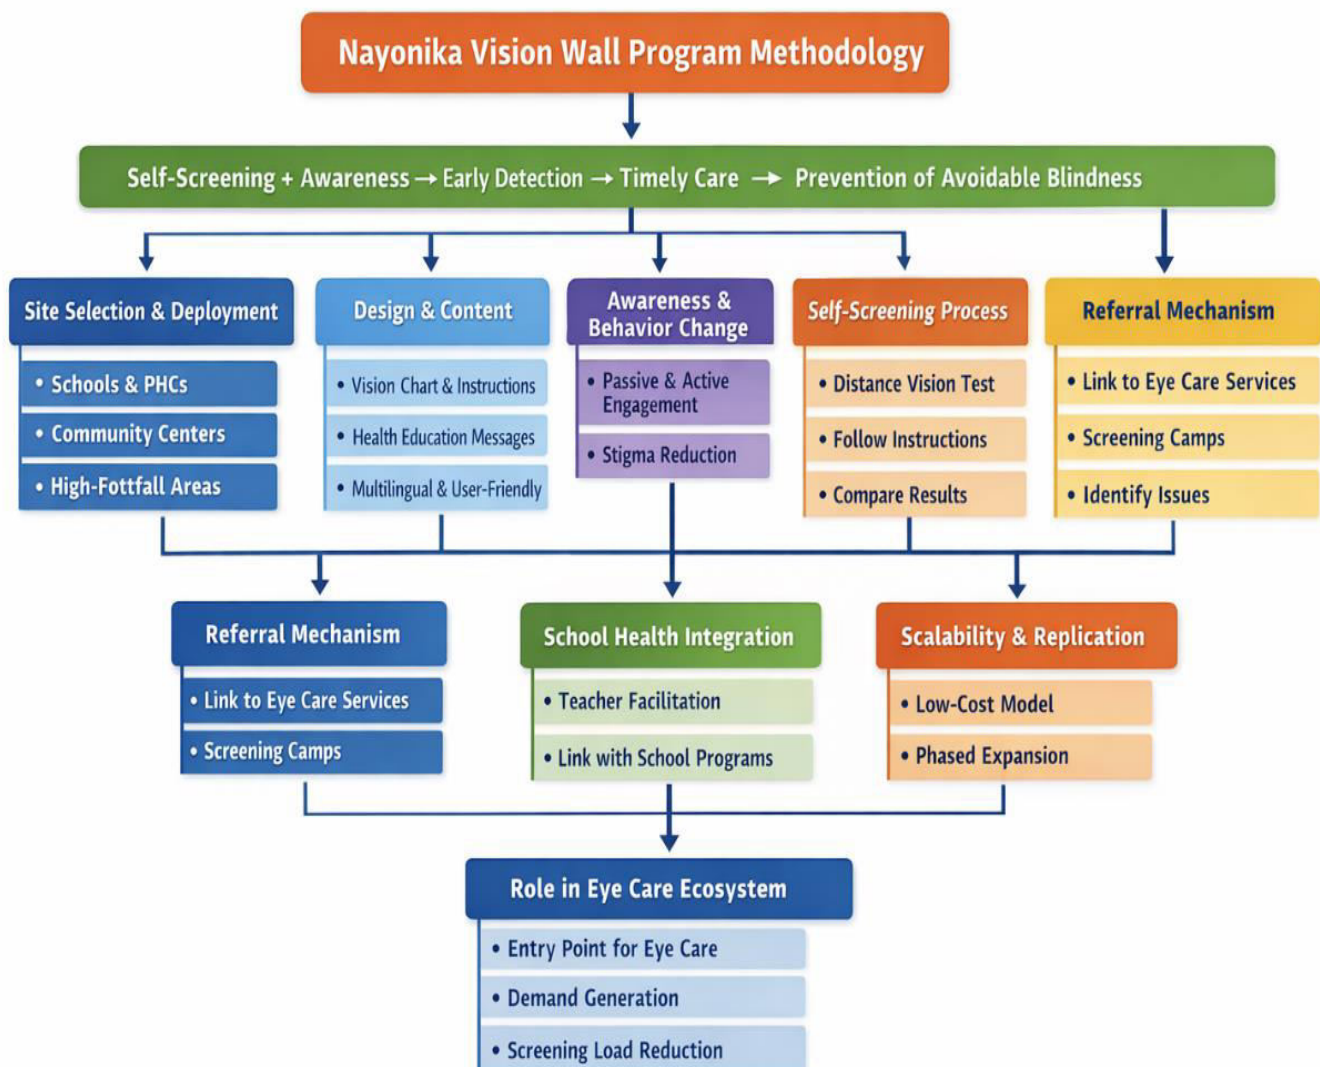 Nayonika Vision Wall Program Methodology
Self-Screening + Awareness → Early Detection → Timely Care → Prevention of Avoidable Blindness
Site Selection & Deployment
• Schools & PHCs
• Community Centers
• High-Fottfall Areas
Design & Content
• Vision Chart & Instructions
• Health Education Messages
• Multilingual & User-Friendly
Awareness &
Behavior Change
• Passive & Active
Engagement
• Stigma Reduction
Self-Screening Process
• Distance Vision Test
• Follow Instructions
• Compare Results
Referral Mechanism
• Link to Eye Care Services
• Screening Camps
• Identify Issues
Referral Mechanism
• Link to Eye Care Services
• Screening Camps
School Health Integration
• Teacher Facilitation
• Link with School Programs
Scalability & Replication
• Low-Cost Model
• Phased Expansion
Role in Eye Care Ecosystem
• Entry Point for Eye Care
• Demand Generation
• Screening Load Reduction